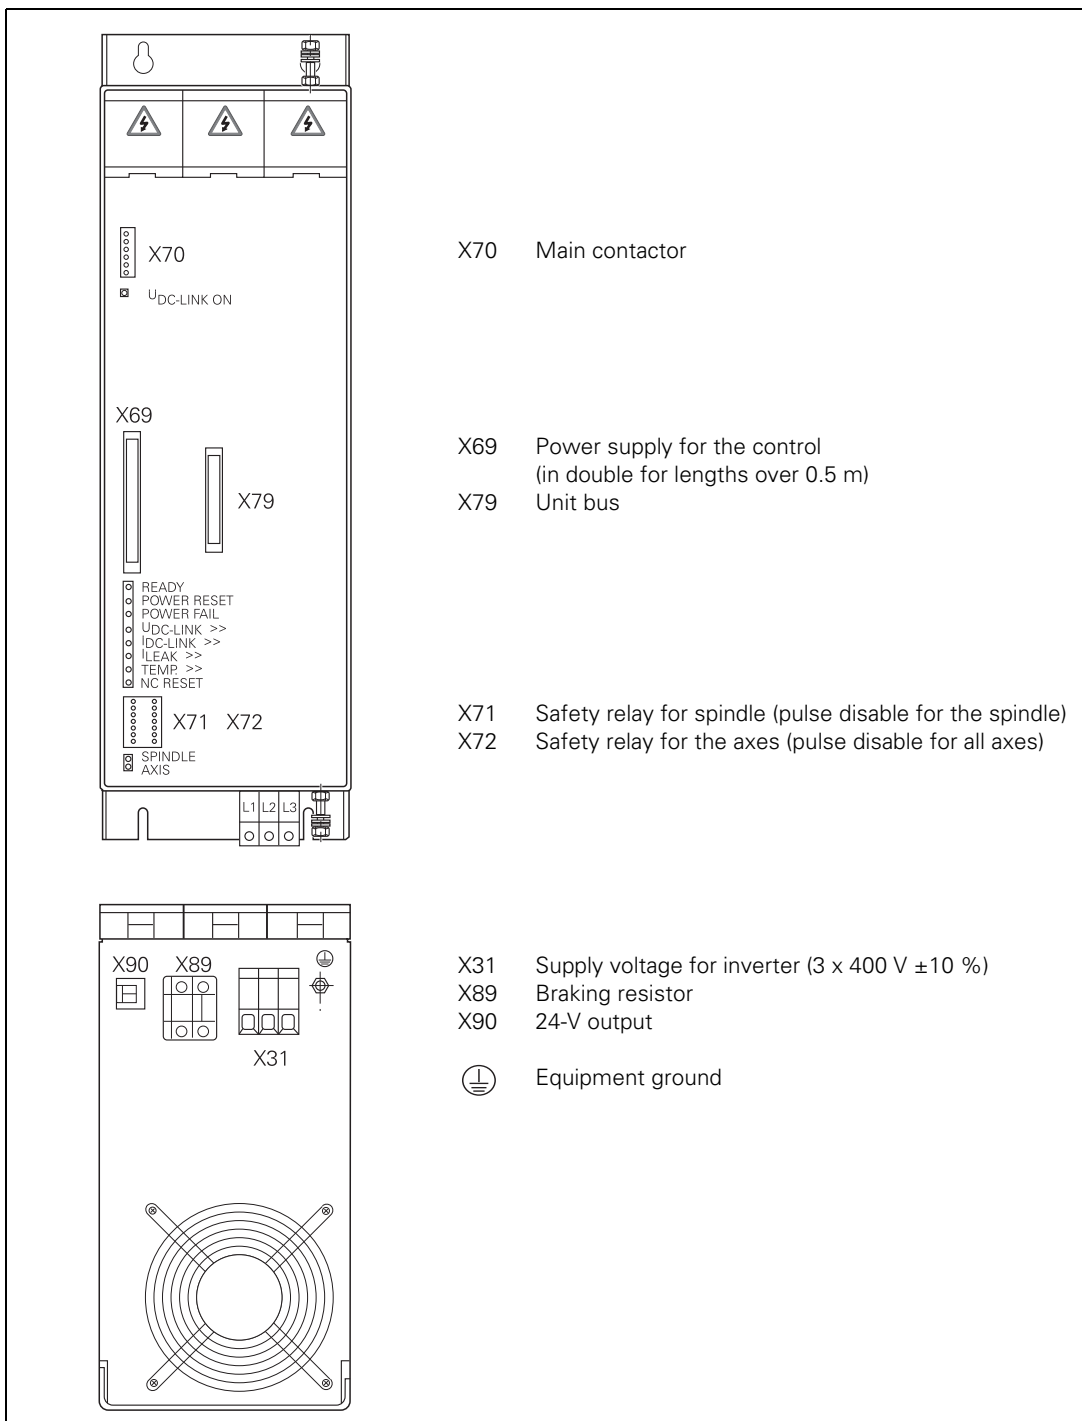 X70
X70 Main contactor
UDC-LINK ON
X69
X69 Power supply for the control
(in double for lengths over 0.5 m)
X79
X79 Unit bus
READY
POWER RESET
POWER FAIL
UDC-LINK >>
IDC-LINK >>
ILEAK >>
TEMP. >>
NC RESET
X71 X72
X71 Safety relay for spindle (pulse disable for the spindle)
X72 Safety relay for the axes (pulse disable for all axes)
SPINDLE
AXIS
L1 L2 L3
X90 X89
X31
X31 Supply voltage for inverter (3 x 400 V ±10 %)
X89 Braking resistor
X90 24-V output
Equipment ground